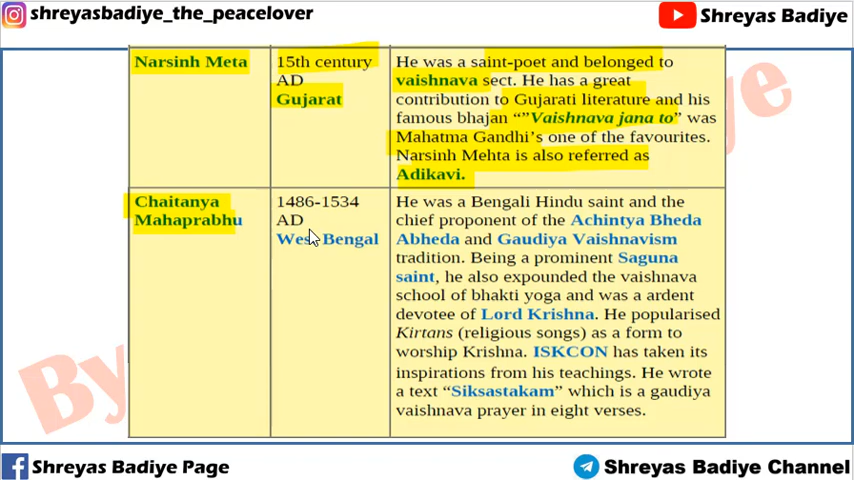 shreyasbadiye_the_peacelover
Shreyas Badiye
Narsinh Meta
15th century
AD
Gujarat
He was a saint-poet and belonged to
vaishnava sect. He has a great
contribution to Gujarati literature and his
famous bhajan “”Vaishnava jana to” was
Mahatma Gandhi’s one of the favourites.
Narsinh Mehta is also referred as
Adikavi.
Chaitanya
Mahaprabhu
1486-1534
AD
West Bengal
He was a Bengali Hindu saint and the
chief proponent of the Achintya Bheda
Abheda and Gaudiya Vaishnavism
tradition. Being a prominent Saguna
saint, he also expounded the vaishnava
school of bhakti yoga and was a ardent
devotee of Lord Krishna. He popularised
Kirtans (religious songs) as a form to
worship Krishna. ISKCON has taken its
inspirations from his teachings. He wrote
a text “Siksastakam” which is a gaudiya
vaishnava prayer in eight verses.
By
Shreyas Badiye Page
Shreyas Badiye Channel